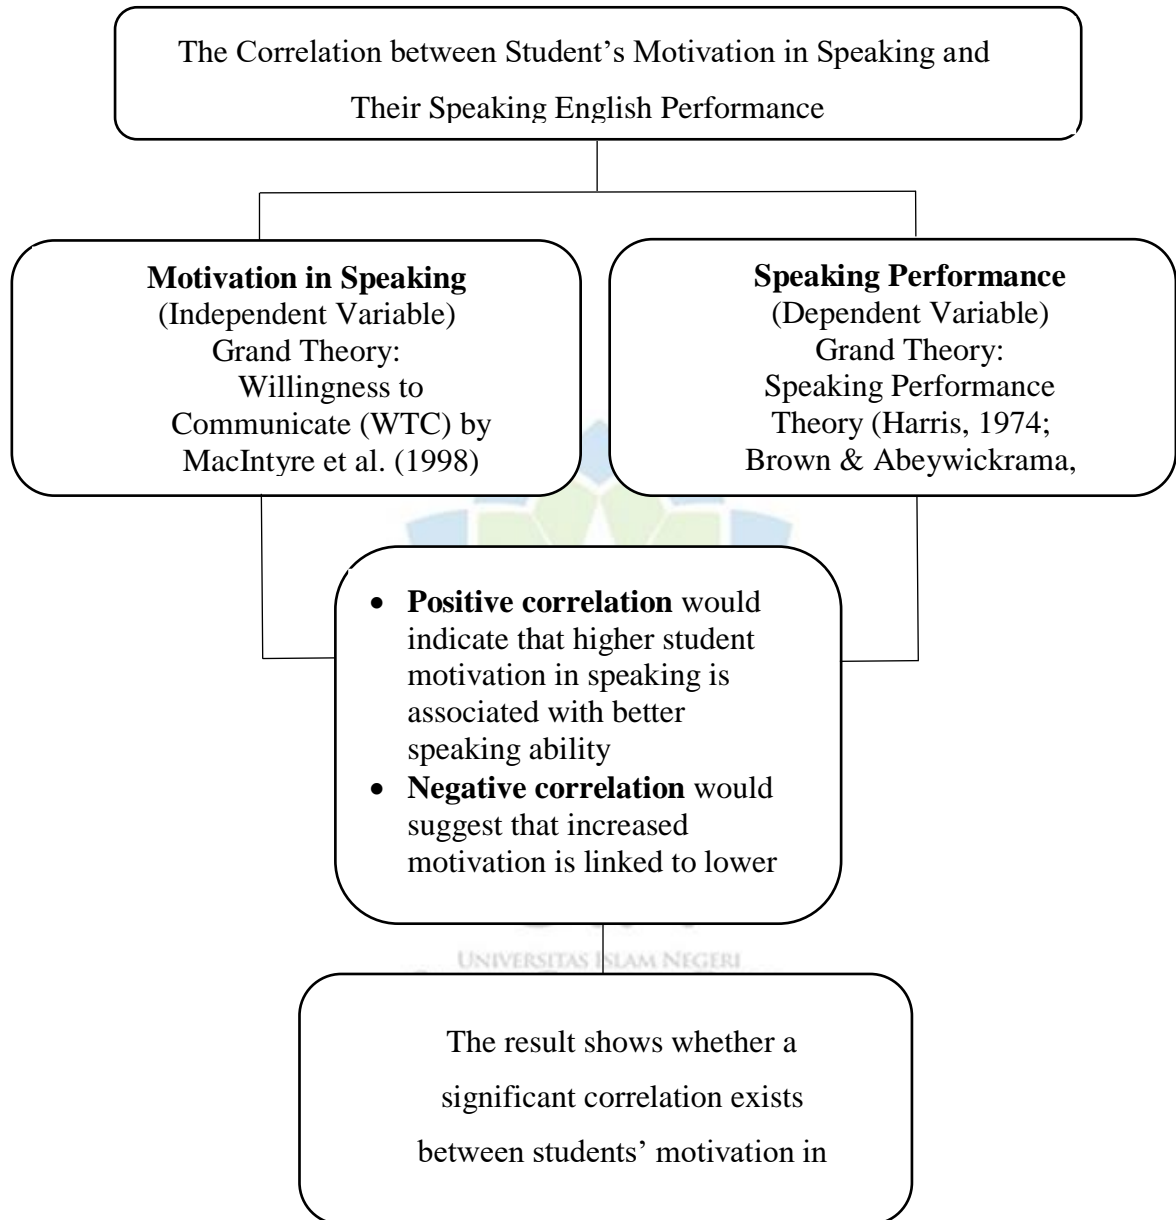 The Correlation between Student’s Motivation in Speaking and
Their Speaking English Performance
Motivation in Speaking
(Independent Variable)
Grand Theory:
Willingness to
Communicate (WTC) by
MacIntyre et al. (1998)
Speaking Performance
(Dependent Variable)
Grand Theory:
Speaking Performance
Theory (Harris, 1974;
Brown & Abeywickrama,
• Positive correlation would
indicate that higher student
motivation in speaking is
associated with better
speaking ability
• Negative correlation would
suggest that increased
motivation is linked to lower
UNIVERSITAS ISLAM NEGERI
The result shows whether a
significant correlation exists
between students’ motivation in